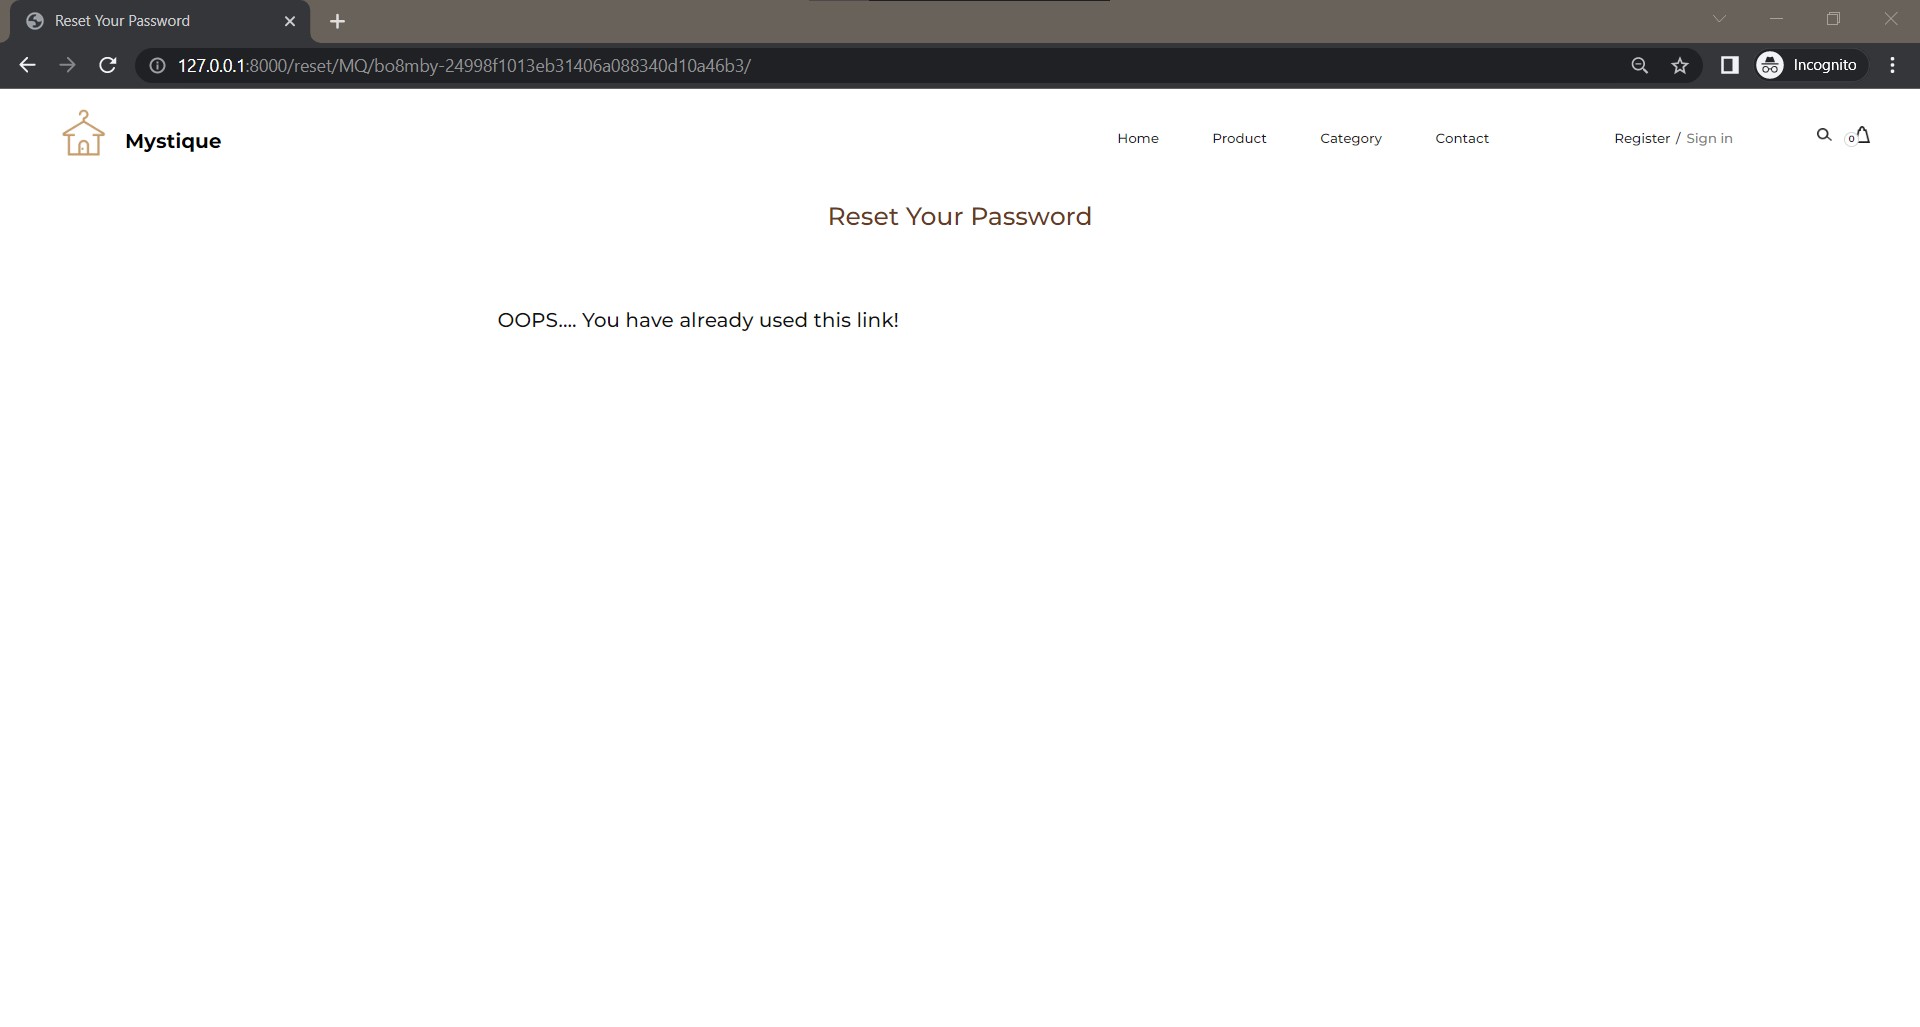 Reset Your Password
127.0.0.1:8000/reset/MQ/bo8mby-24998f1013eb31406a088340d10a46b3/
Incognito
Mystique
Home
Product
Category
Contact
Register / Sign in
0
Reset Your Password
OOPS.... You have already used this link!